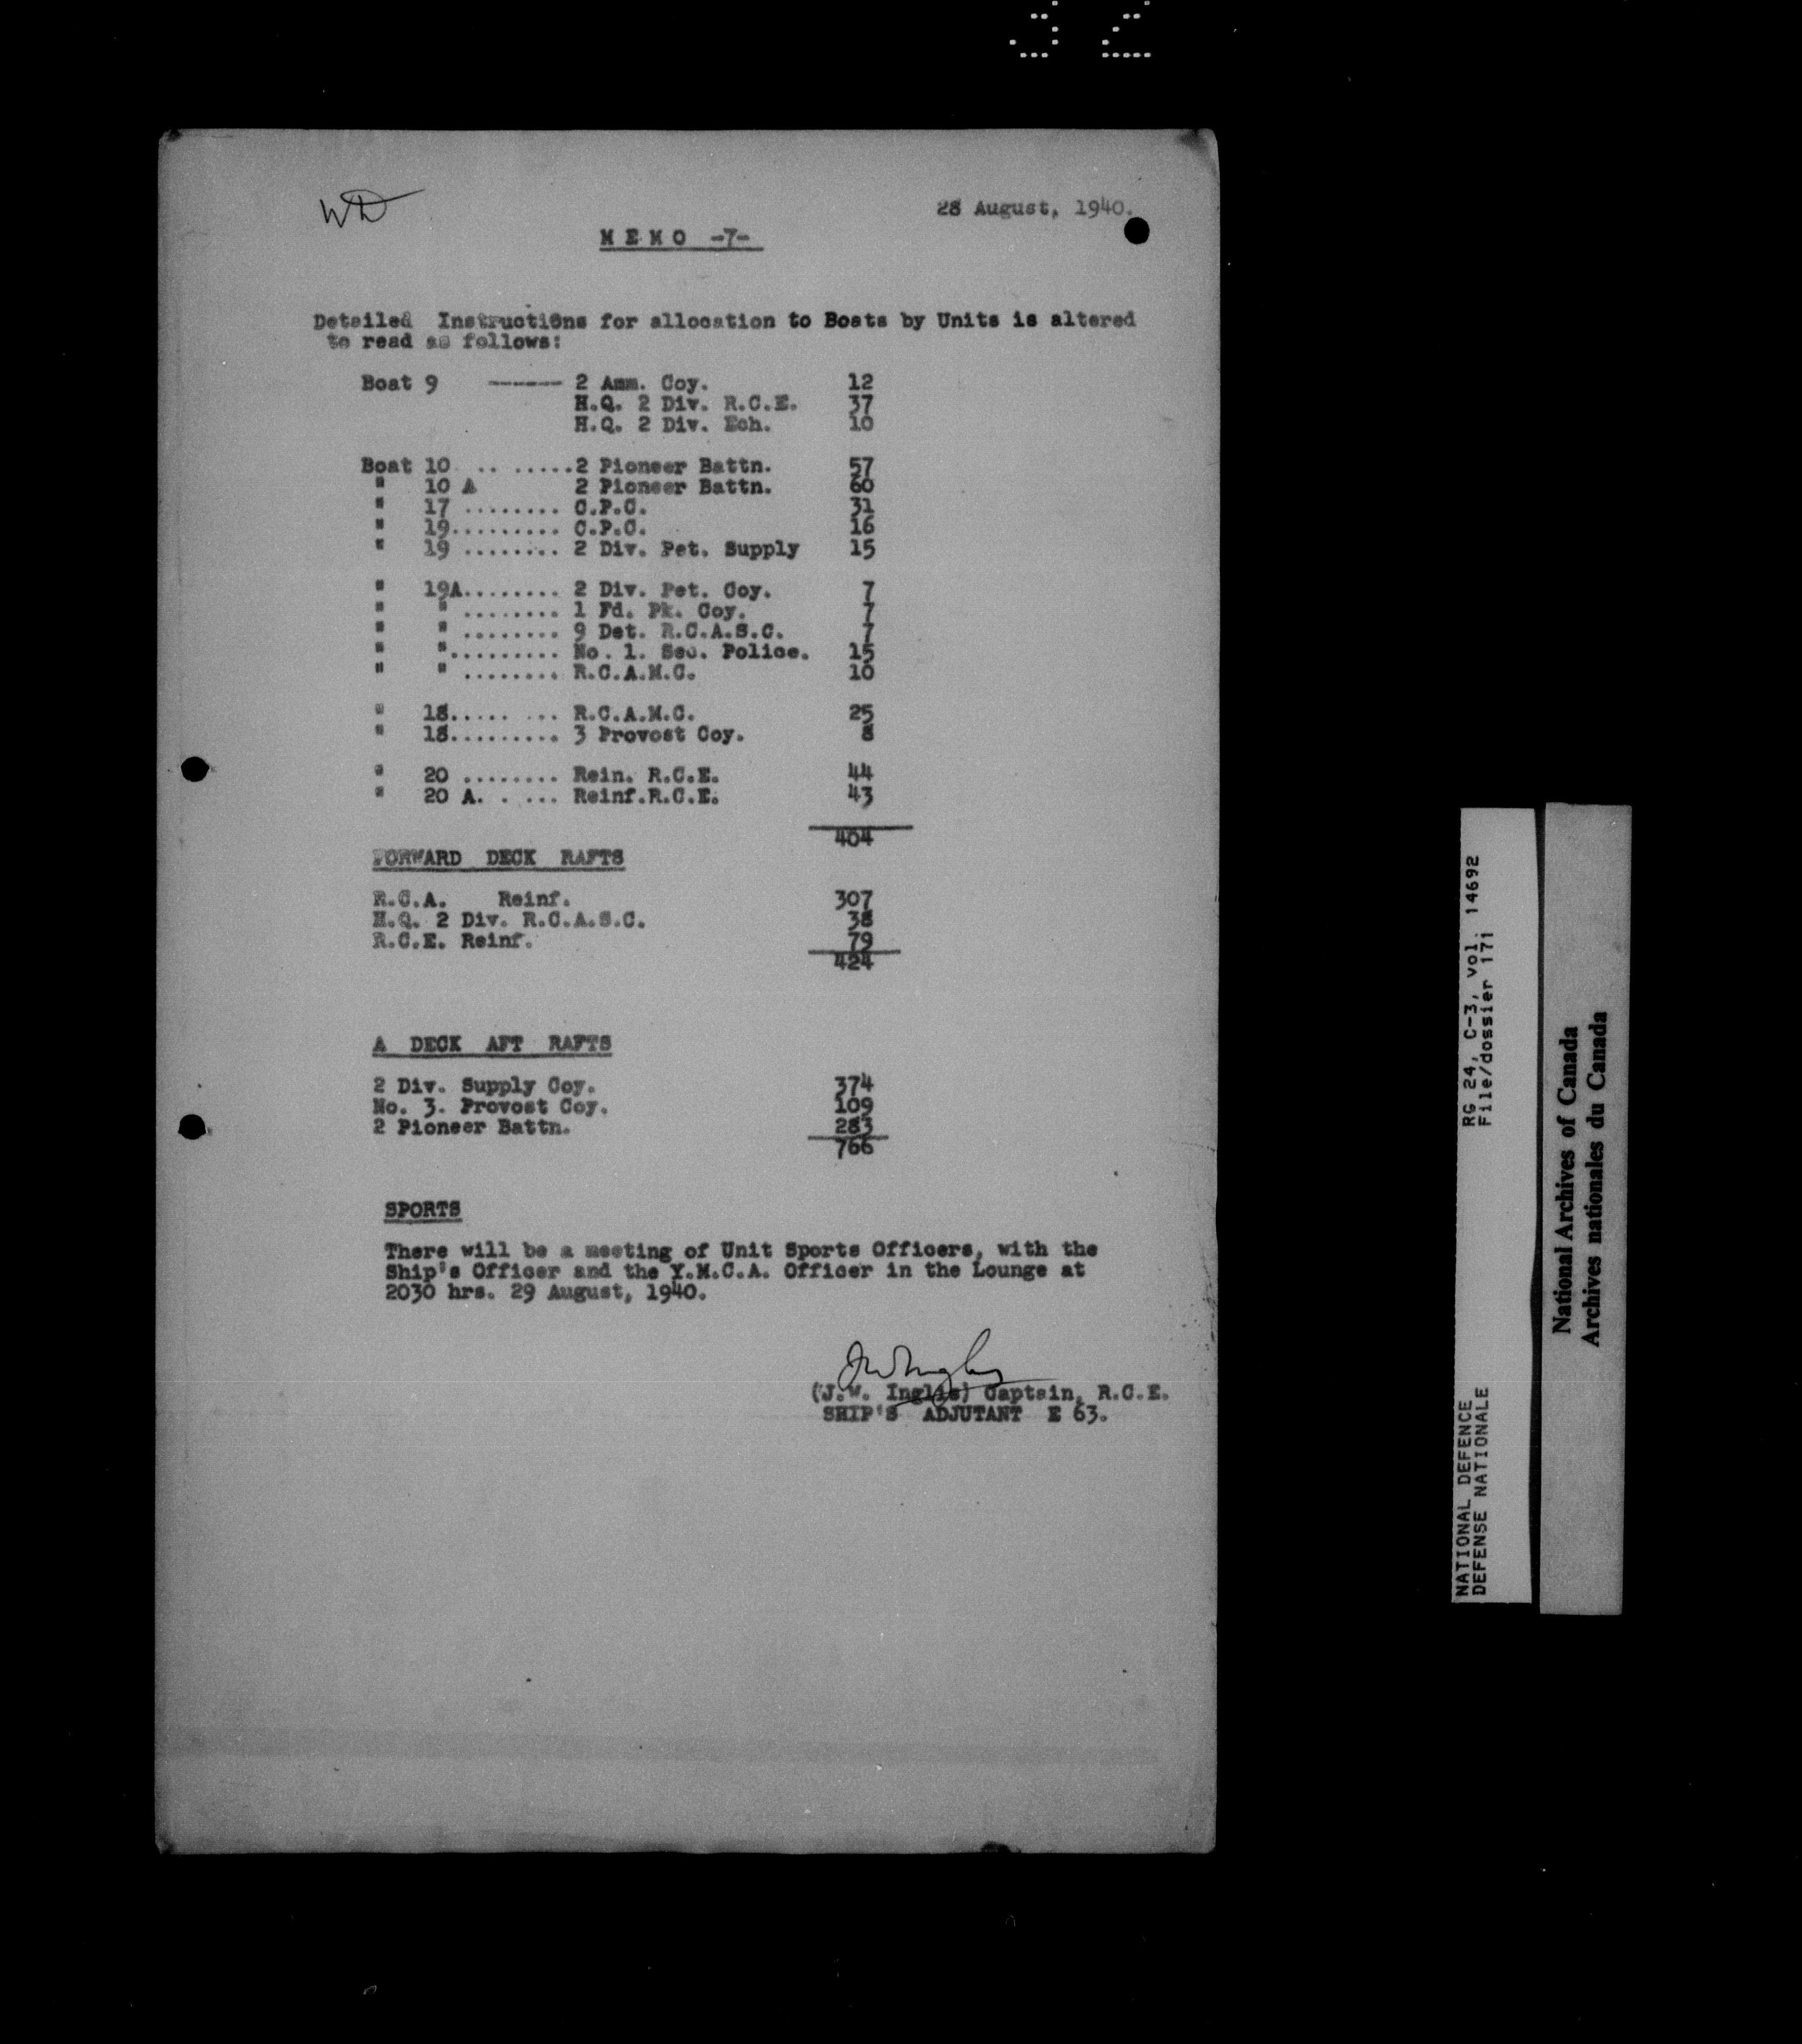 WD
28 August, 1940.
M E M O -7-
Detailed Instructions for allocation to Boats by Units is altered
to read as follows:
Boat 9 ------ 2 Amm. Coy. 12
H.Q. 2 Div. R.C.E. 37
H.Q. 2 Div. Ech. 10
Boat 10 .. ......2 Pioneer Battn. 57
" 10 A 2 Pioneer Battn. 60
" 17 ........ C.P.C. 31
" 19......... C.P.C. 16
" 19 ........ 2 Div. Pet. Supply 15
" 19A........ 2 Div. Pet. Coy. 7
" " ........ 1 Fd. Pk. Coy. 7
" " ........ 9 Det. R.C.A.S.C. 7
" "......... No. 1. Sec. Police. 15
" " ........ R.C.A.M.C. 10
" 18..... ... R.C.A.M.C. 25
" 18......... 3 Provost Coy. 8
" 20 ........ Rein. R.C.E. 44
" 20 A. . ... Reinf.R.C.E. 43
404
FORWARD DECK RAFTS
R.C.A. Reinf. 307
H.Q. 2 Div. R.C.A.S.C. 38
R.C.E. Reinf. 79
424
A DECK AFT RAFTS
2 Div. Supply Coy. 374
No. 3. Provost Coy. 109
2 Pioneer Battn. 283
766
SPORTS
There will be a meeting of Unit Sports Officers, with the
Ship's Officer and the Y.M.C.A. Officer in the Lounge at
2030 hrs. 29 August, 1940.
JW Inglis
(J.W. Inglis) Captain, R.C.E.
SHIP'S ADJUTANT E 63.
NATIONAL DEFENCE RG 24, C-3, vol. 14692
DEFENSE NATIONALE File/dossier 171
National Archives of Canada
Archives nationales du Canada